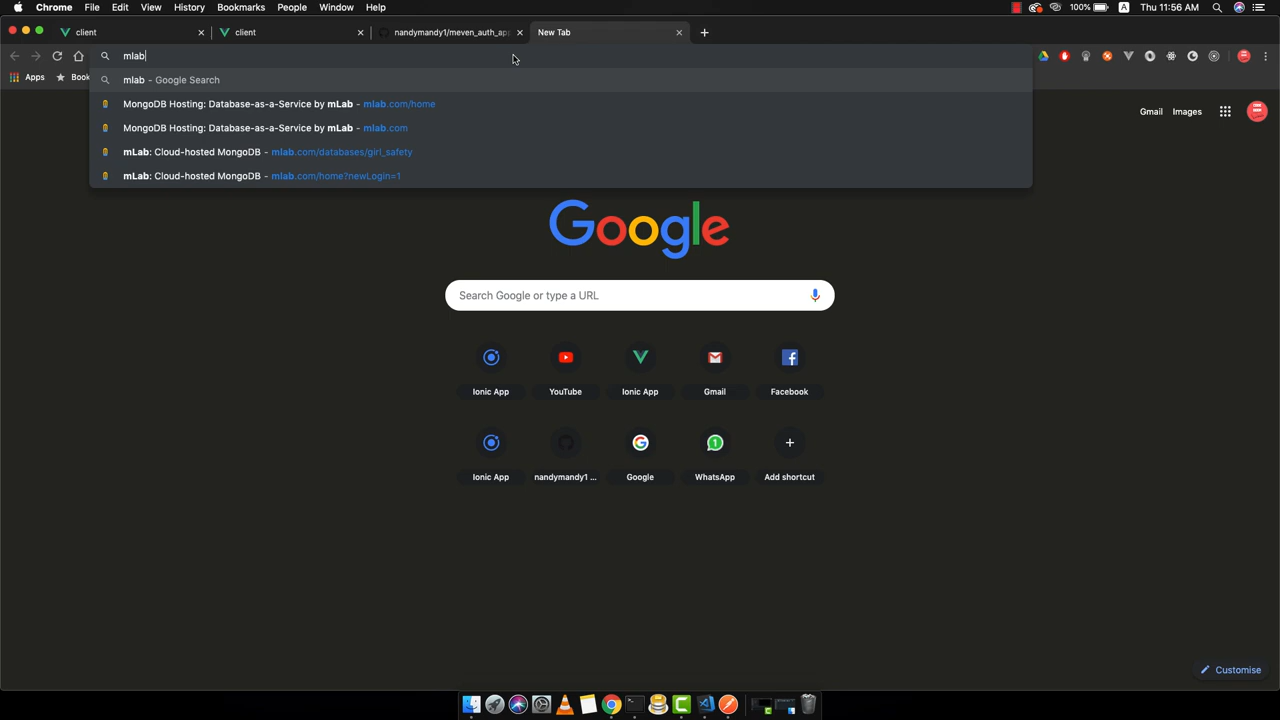 Chrome File Edit View History Bookmarks People Window Help 100% A Thu 11:56 AM
client client nandymandy1/meven_auth_ap New Tab
mlab
Apps Book
mlab - Google Search
MongoDB Hosting: Database-as-a-Service by mLab - mlab.com/home
MongoDB Hosting: Database-as-a-Service by mLab - mlab.com
mLab: Cloud-hosted MongoDB - mlab.com/databases/girl_safety
mLab: Cloud-hosted MongoDB - mlab.com/home?newLogin=1
Gmail Images
Google
Search Google or type a URL
Ionic App YouTube Ionic App Gmail Facebook
1
Ionic App nandymandy1 ... Google WhatsApp Add shortcut
Customise